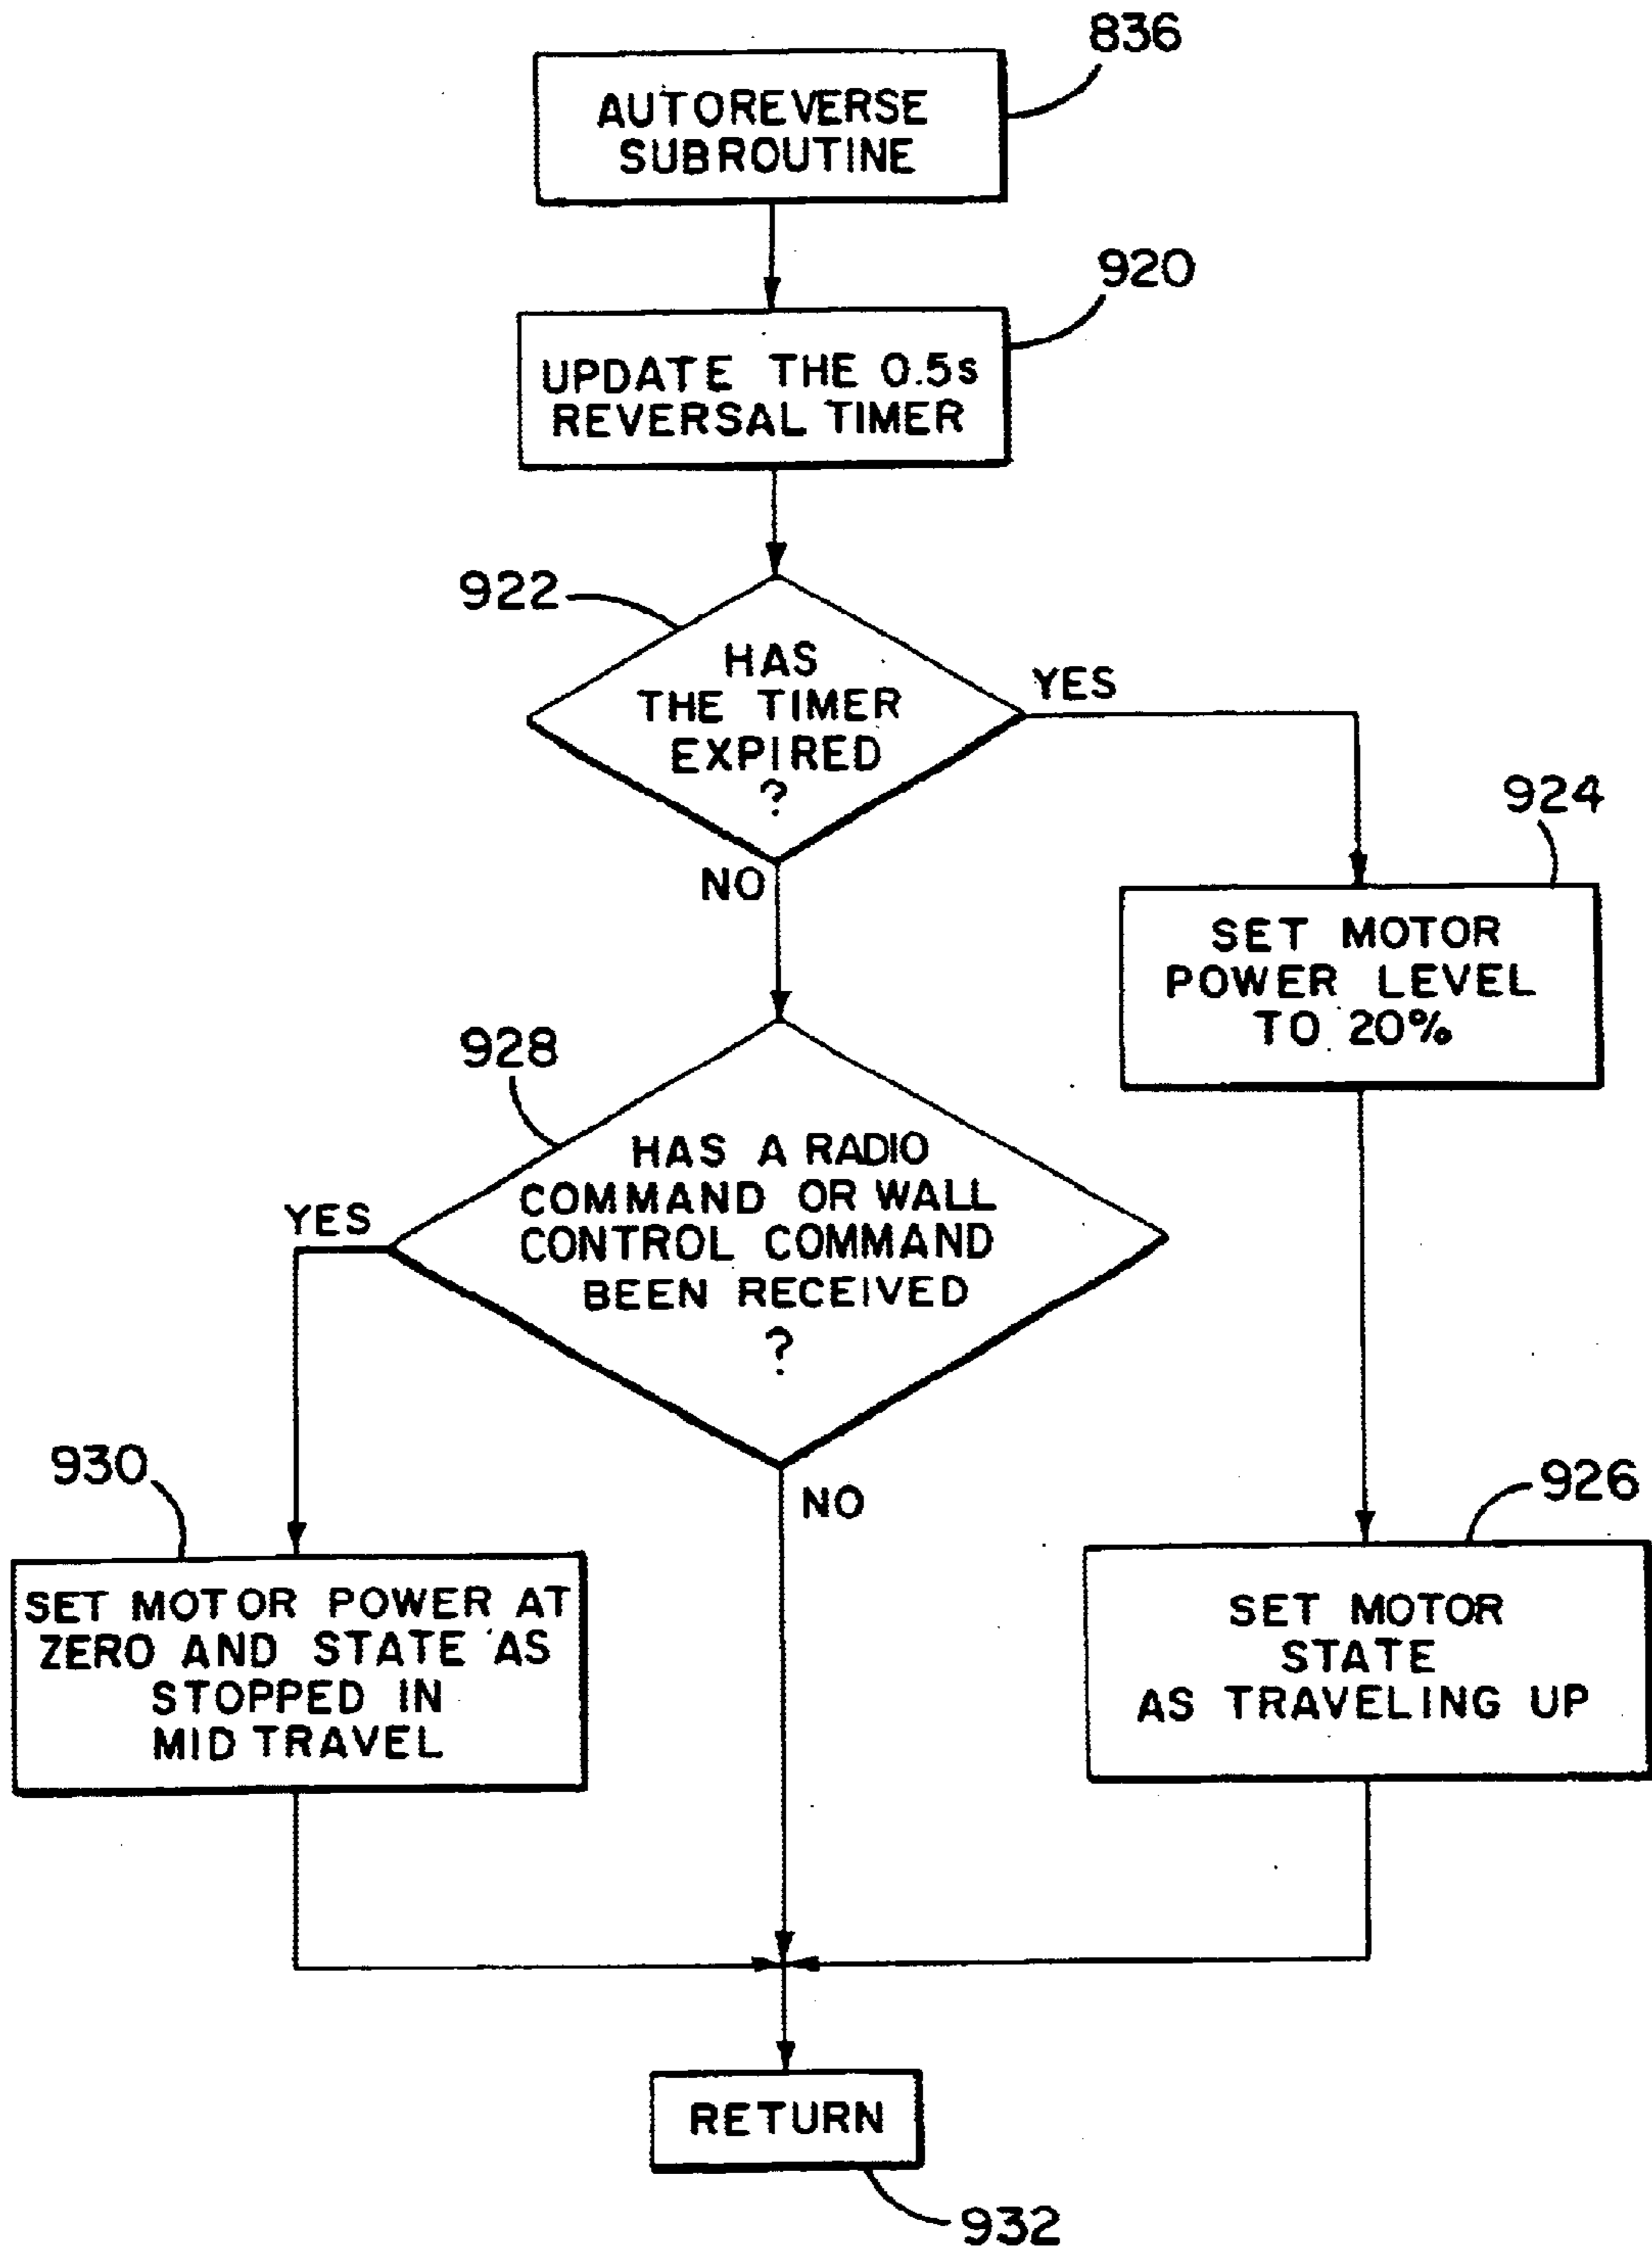 836
AUTOREVERSE
SUBROUTINE
920
UPDATE THE 0.5s
REVERSAL TIMER
922
HAS
THE TIMER
EXPIRED
?
YES
NO
924
SET MOTOR
POWER LEVEL
TO 20%
928
HAS A RADIO
COMMAND OR WALL
CONTROL COMMAND
BEEN RECEIVED
?
YES
NO
930
SET MOTOR POWER AT
ZERO AND STATE AS
STOPPED IN
MID TRAVEL
926
SET MOTOR
STATE
AS TRAVELING UP
RETURN
932